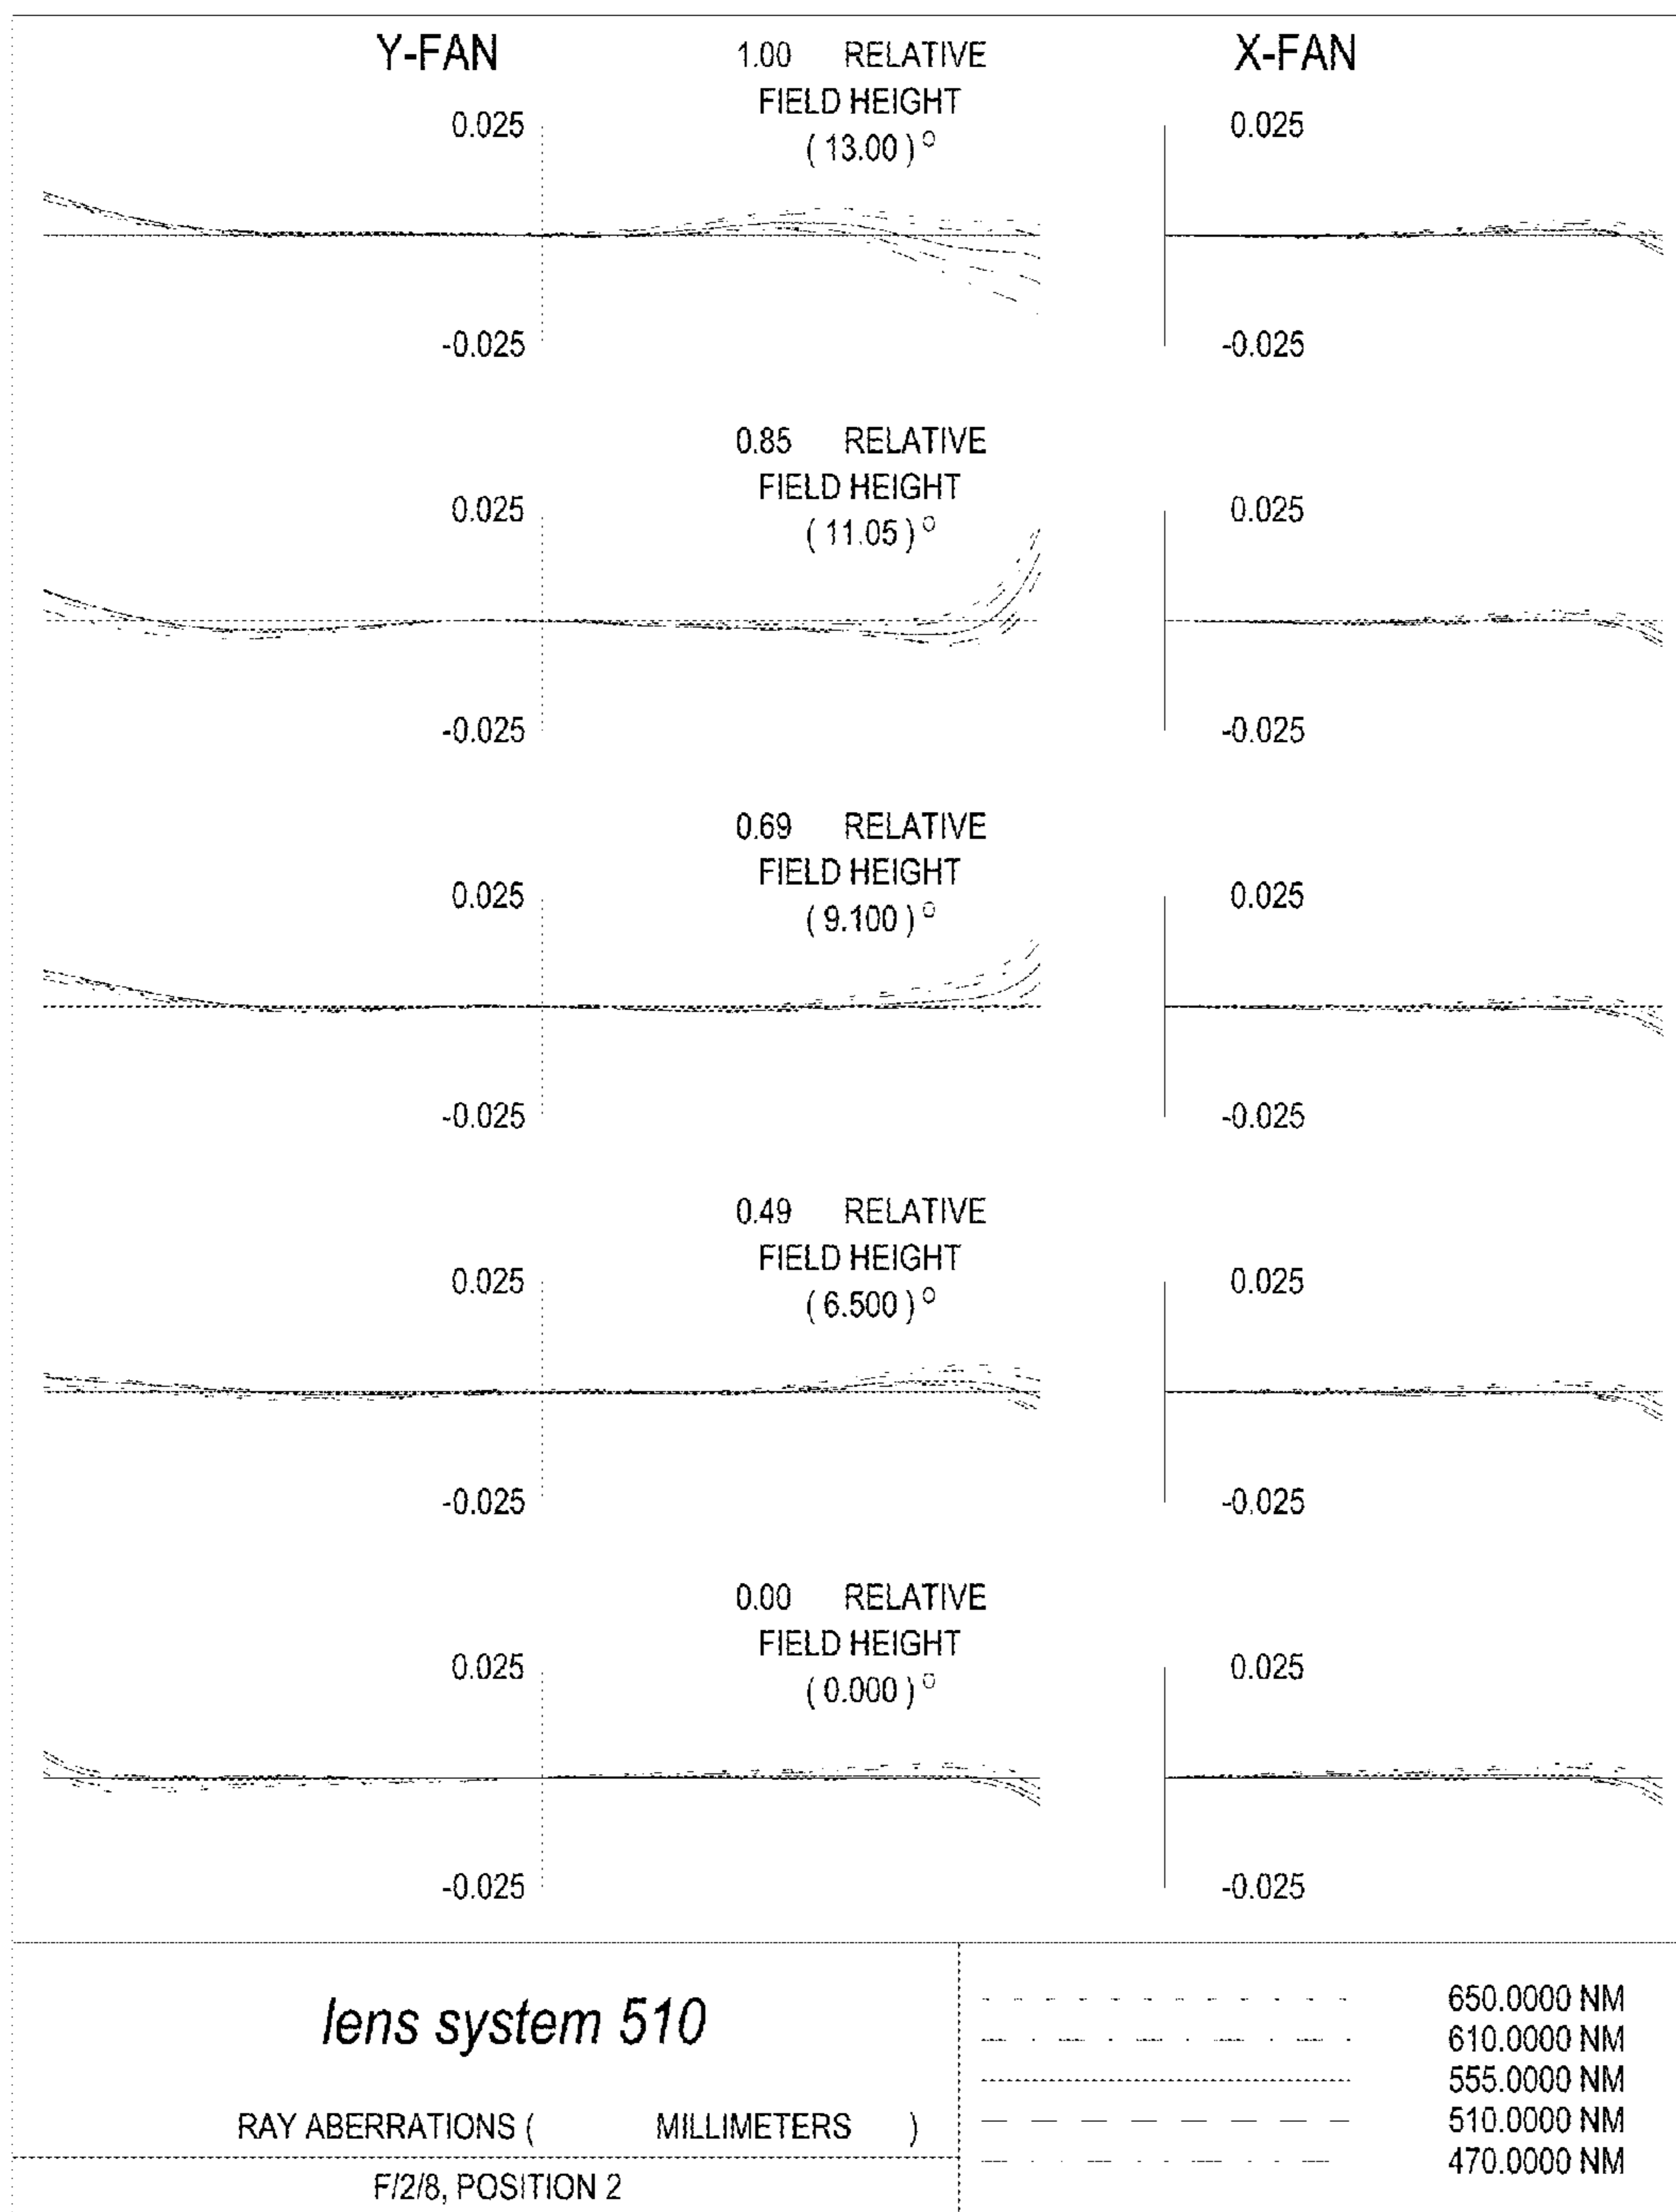 Y-FAN
1.00 RELATIVE
FIELD HEIGHT
( 13.00 ) º
X-FAN
0.025
0.025
-0.025
-0.025
0.85 RELATIVE
FIELD HEIGHT
( 11.05 ) º
0.025
0.025
-0.025
-0.025
0.69 RELATIVE
FIELD HEIGHT
( 9.100 ) º
0.025
0.025
-0.025
-0.025
0.49 RELATIVE
FIELD HEIGHT
( 6.500 ) º
0.025
0.025
-0.025
-0.025
0.00 RELATIVE
FIELD HEIGHT
( 0.000 ) º
0.025
0.025
-0.025
-0.025
lens system 510
RAY ABERRATIONS ( MILLIMETERS )
F/2/8, POSITION 2
650.0000 NM
610.0000 NM
555.0000 NM
510.0000 NM
470.0000 NM